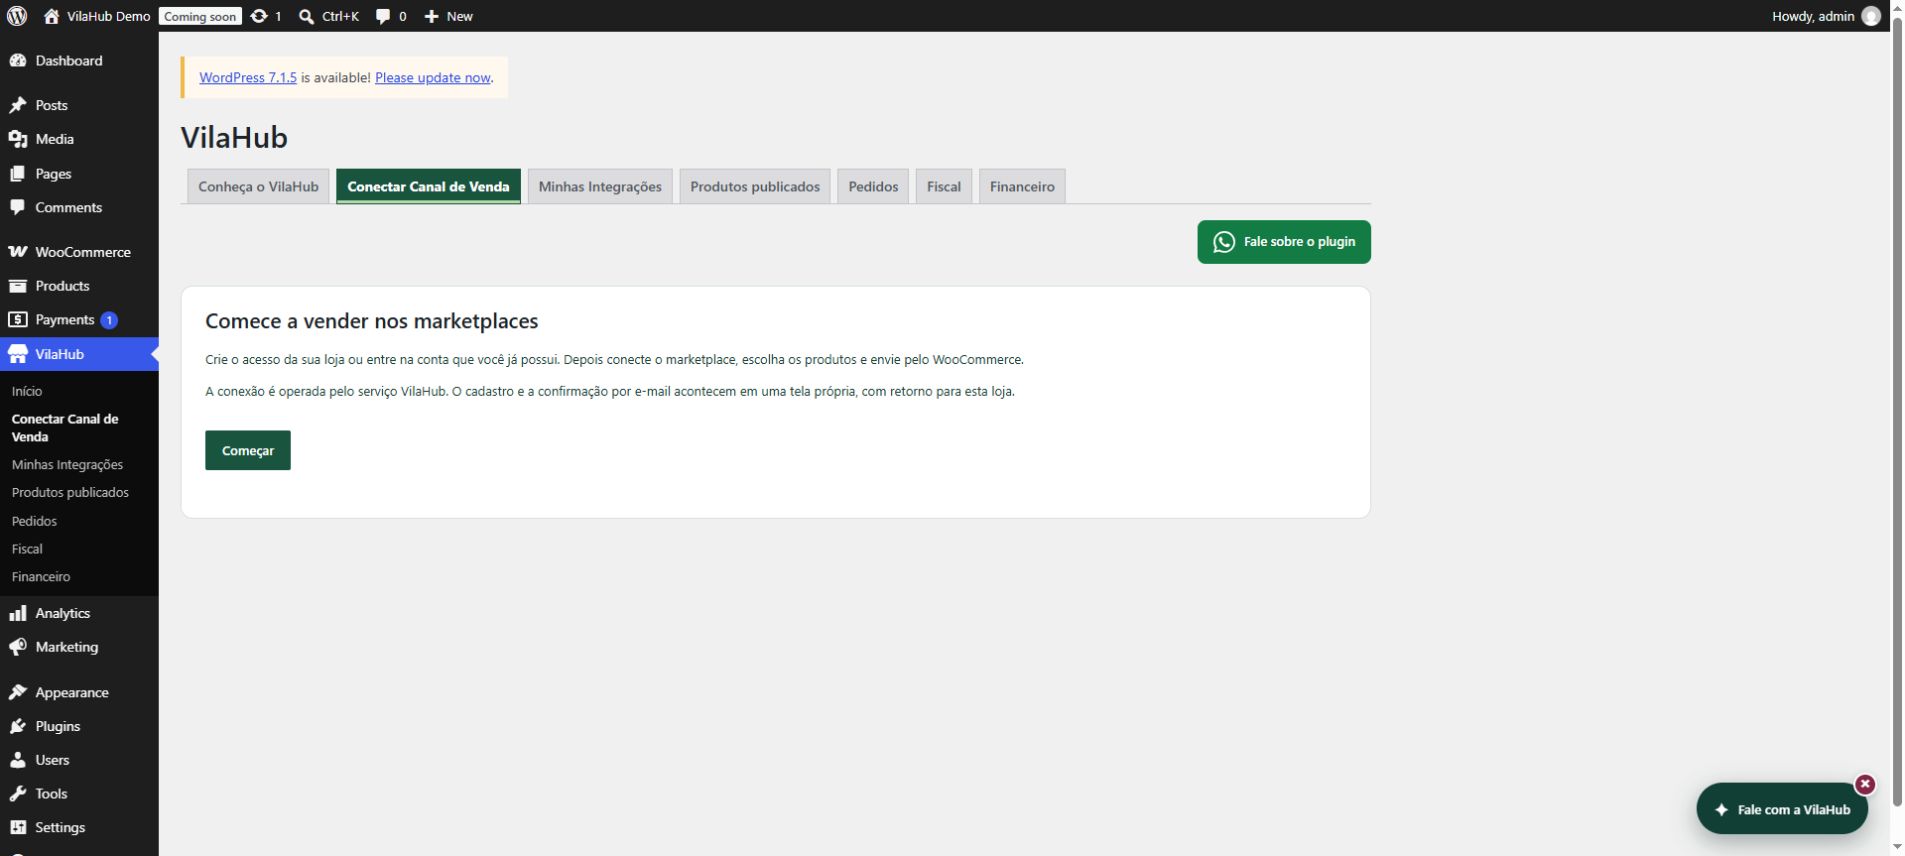 VilaHub Demo Coming soon 1 Ctrl+K 0 New Howdy, admin
Dashboard
Posts
Media
Pages
Comments
WooCommerce
Products
Payments 1
VilaHub
Início
Conectar Canal de
Venda
Minhas Integrações
Produtos publicados
Pedidos
Fiscal
Financeiro
Analytics
Marketing
Appearance
Plugins
Users
Tools
Settings
WordPress 7.1.5 is available! Please update now.
VilaHub
Conheça o VilaHub Conectar Canal de Venda Minhas Integrações Produtos publicados Pedidos Fiscal Financeiro
Fale sobre o plugin
Comece a vender nos marketplaces
Crie o acesso da sua loja ou entre na conta que você já possui. Depois conecte o marketplace, escolha os produtos e envie pelo WooCommerce.
A conexão é operada pelo serviço VilaHub. O cadastro e a confirmação por e-mail acontecem em uma tela própria, com retorno para esta loja.
Começar
Fale com a VilaHub